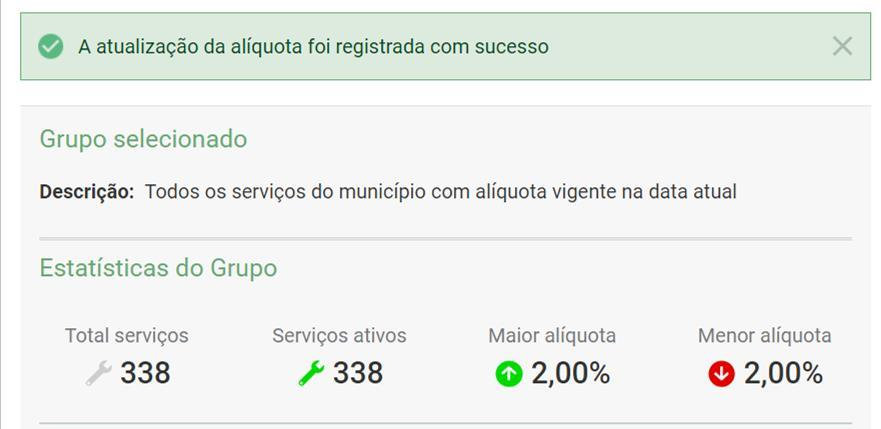 A atualização da alíquota foi registrada com sucesso
Grupo selecionado
Descrição: Todos os serviços do município com alíquota vigente na data atual
Estatísticas do Grupo
Total serviços Serviços ativos Maior alíquota Menor alíquota
338 338 2,00% 2,00%